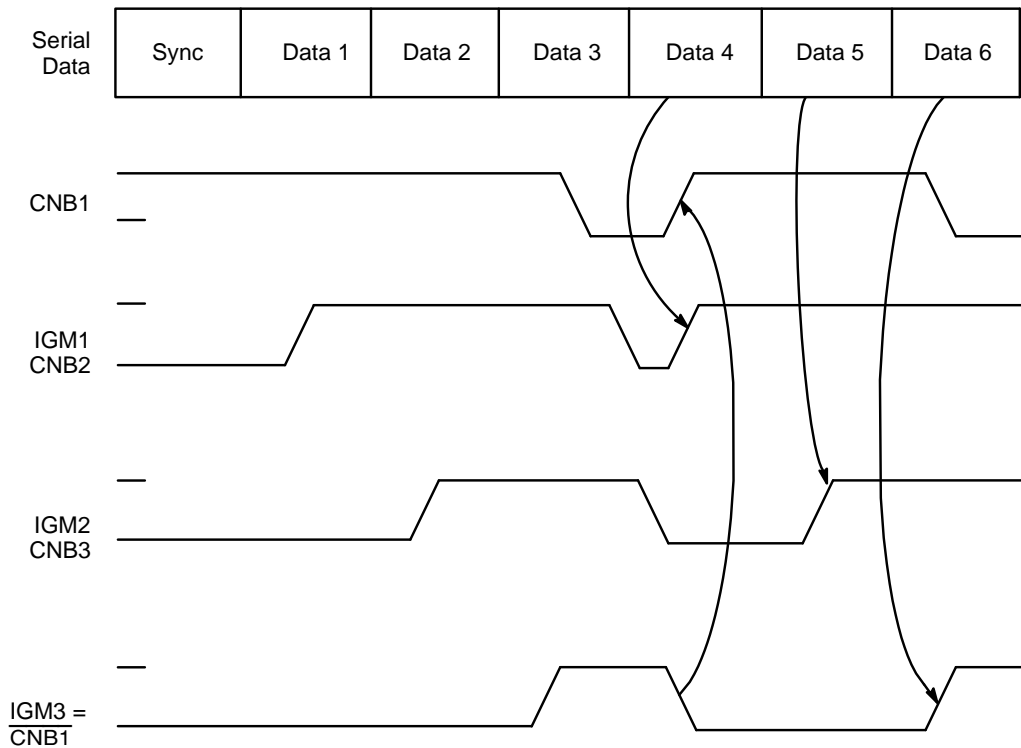 Serial
Data
Sync
Data 1
Data 2
Data 3
Data 4
Data 5
Data 6
CNB1
IGM1
CNB2
IGM2
CNB3
IGM3 =
CNB1